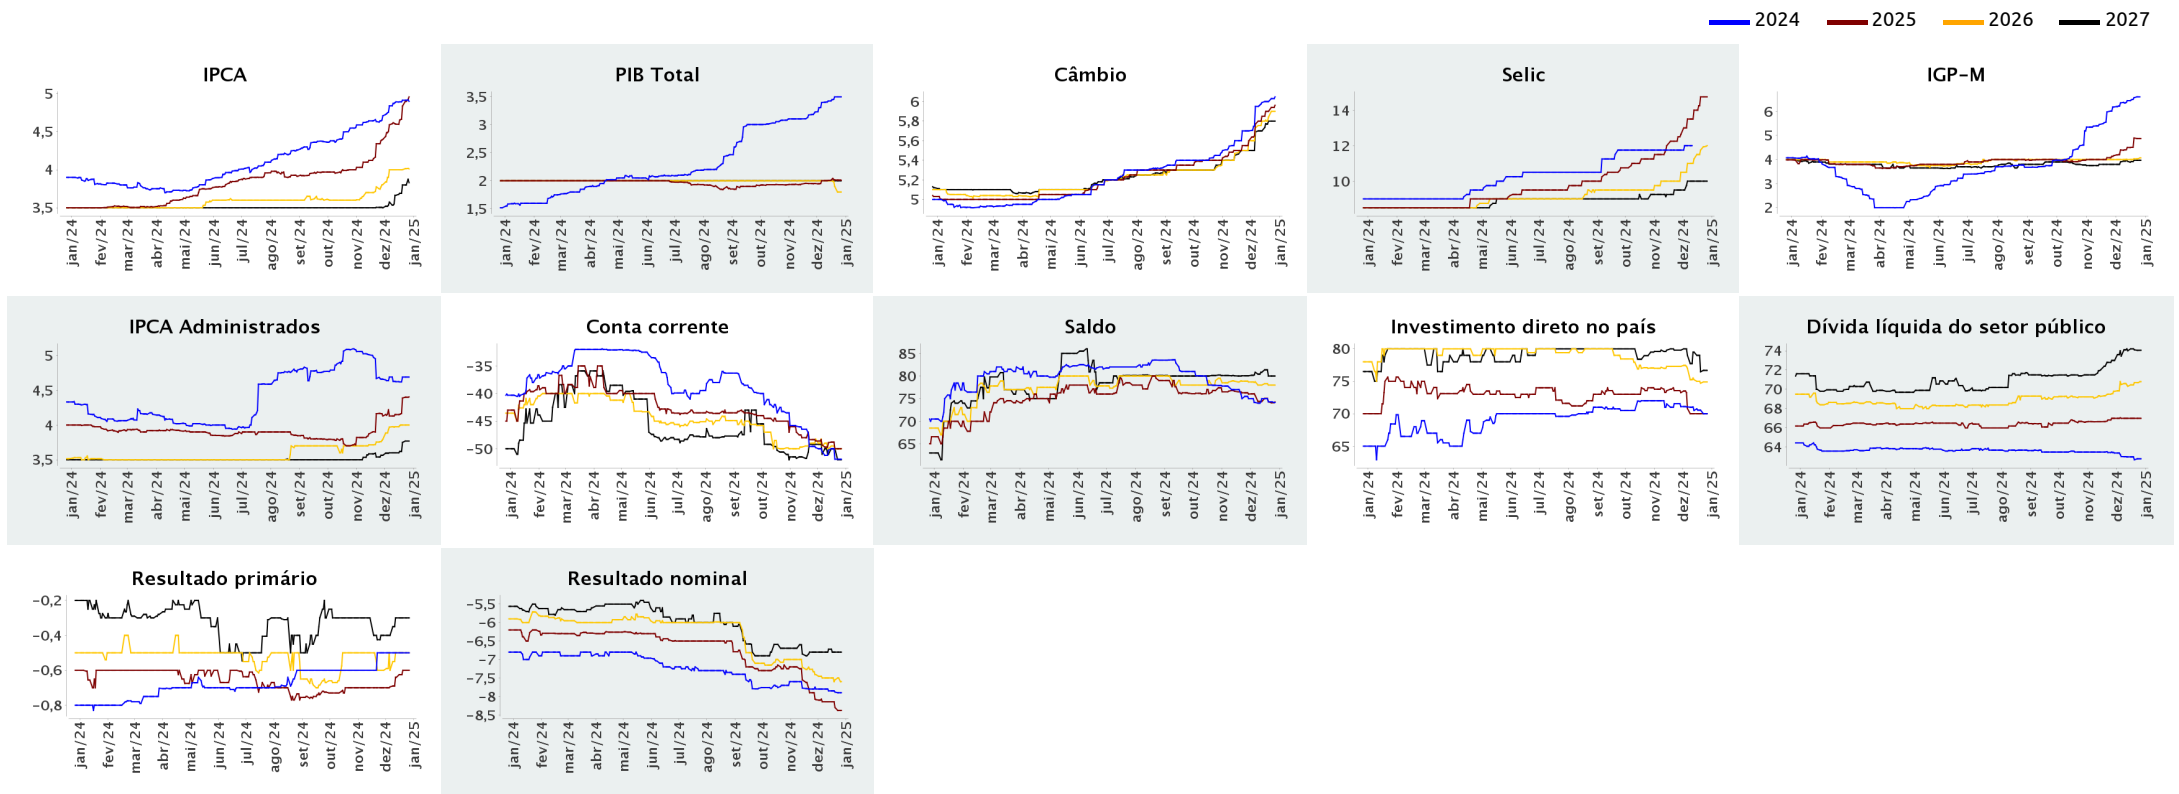 2024 2025 2026 2027
IPCA
5
4,5
4
3,5
jan/24 fev/24 mar/24 abr/24 mai/24 jun/24 jul/24 ago/24 set/24 out/24 nov/24 dez/24 jan/25
PIB Total
3,5
3
2,5
2
1,5
jan/24 fev/24 mar/24 abr/24 mai/24 jun/24 jul/24 ago/24 set/24 out/24 nov/24 dez/24 jan/25
Câmbio
6
5,8
5,6
5,4
5,2
5
jan/24 fev/24 mar/24 abr/24 mai/24 jun/24 jul/24 ago/24 set/24 out/24 nov/24 dez/24 jan/25
Selic
14
12
10
jan/24 fev/24 mar/24 abr/24 mai/24 jun/24 jul/24 ago/24 set/24 out/24 nov/24 dez/24 jan/25
IGP-M
6
5
4
3
2
jan/24 fev/24 mar/24 abr/24 mai/24 jun/24 jul/24 ago/24 set/24 out/24 nov/24 dez/24 jan/25
IPCA Administrados
5
4,5
4
3,5
jan/24 fev/24 mar/24 abr/24 mai/24 jun/24 jul/24 ago/24 set/24 out/24 nov/24 dez/24 jan/25
Conta corrente
-35
-40
-45
-50
jan/24 fev/24 mar/24 abr/24 mai/24 jun/24 jul/24 ago/24 set/24 out/24 nov/24 dez/24 jan/25
Saldo
85
80
75
70
65
jan/24 fev/24 mar/24 abr/24 mai/24 jun/24 jul/24 ago/24 set/24 out/24 nov/24 dez/24 jan/25
Investimento direto no país
80
75
70
65
jan/24 fev/24 mar/24 abr/24 mai/24 jun/24 jul/24 ago/24 set/24 out/24 nov/24 dez/24 jan/25
Dívida líquida do setor público
74
72
70
68
66
64
jan/24 fev/24 mar/24 abr/24 mai/24 jun/24 jul/24 ago/24 set/24 out/24 nov/24 dez/24 jan/25
Resultado primário
-0,2
-0,4
-0,6
-0,8
jan/24 fev/24 mar/24 abr/24 mai/24 jun/24 jul/24 ago/24 set/24 out/24 nov/24 dez/24 jan/25
Resultado nominal
-5,5
-6
-6,5
-7
-7,5
-8
-8,5
jan/24 fev/24 mar/24 abr/24 mai/24 jun/24 jul/24 ago/24 set/24 out/24 nov/24 dez/24 jan/25